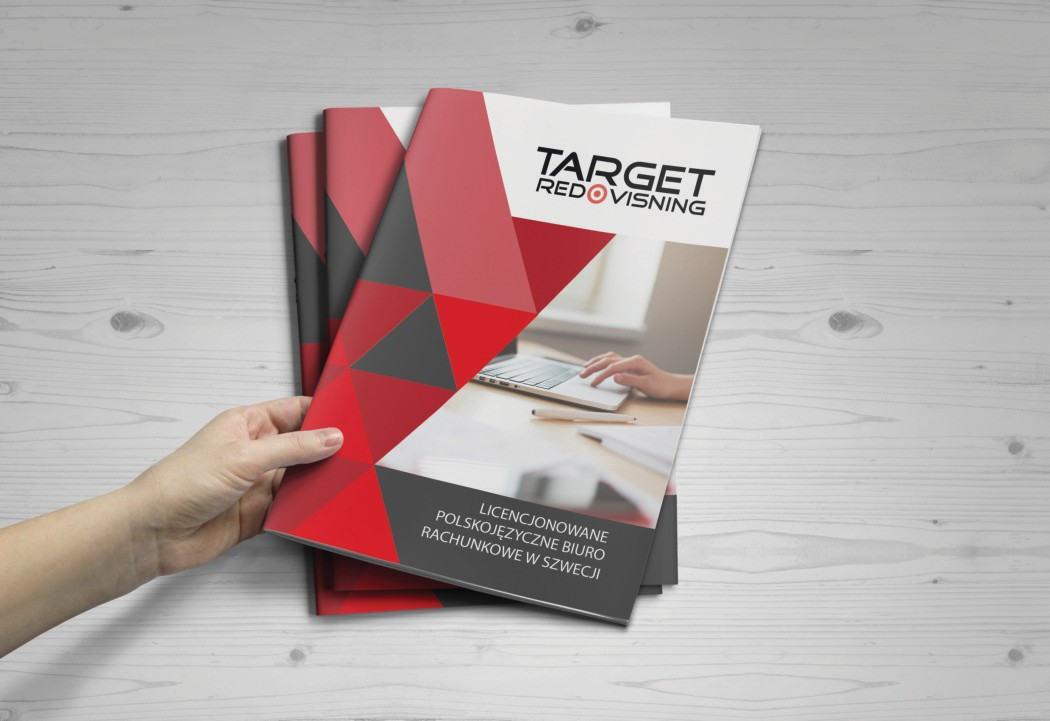 TARGET
REDOVISNING
LICENCJONOWANE
POLSKOJĘZYCZNE BIURO
RACHUNKOWE W SZWECJI